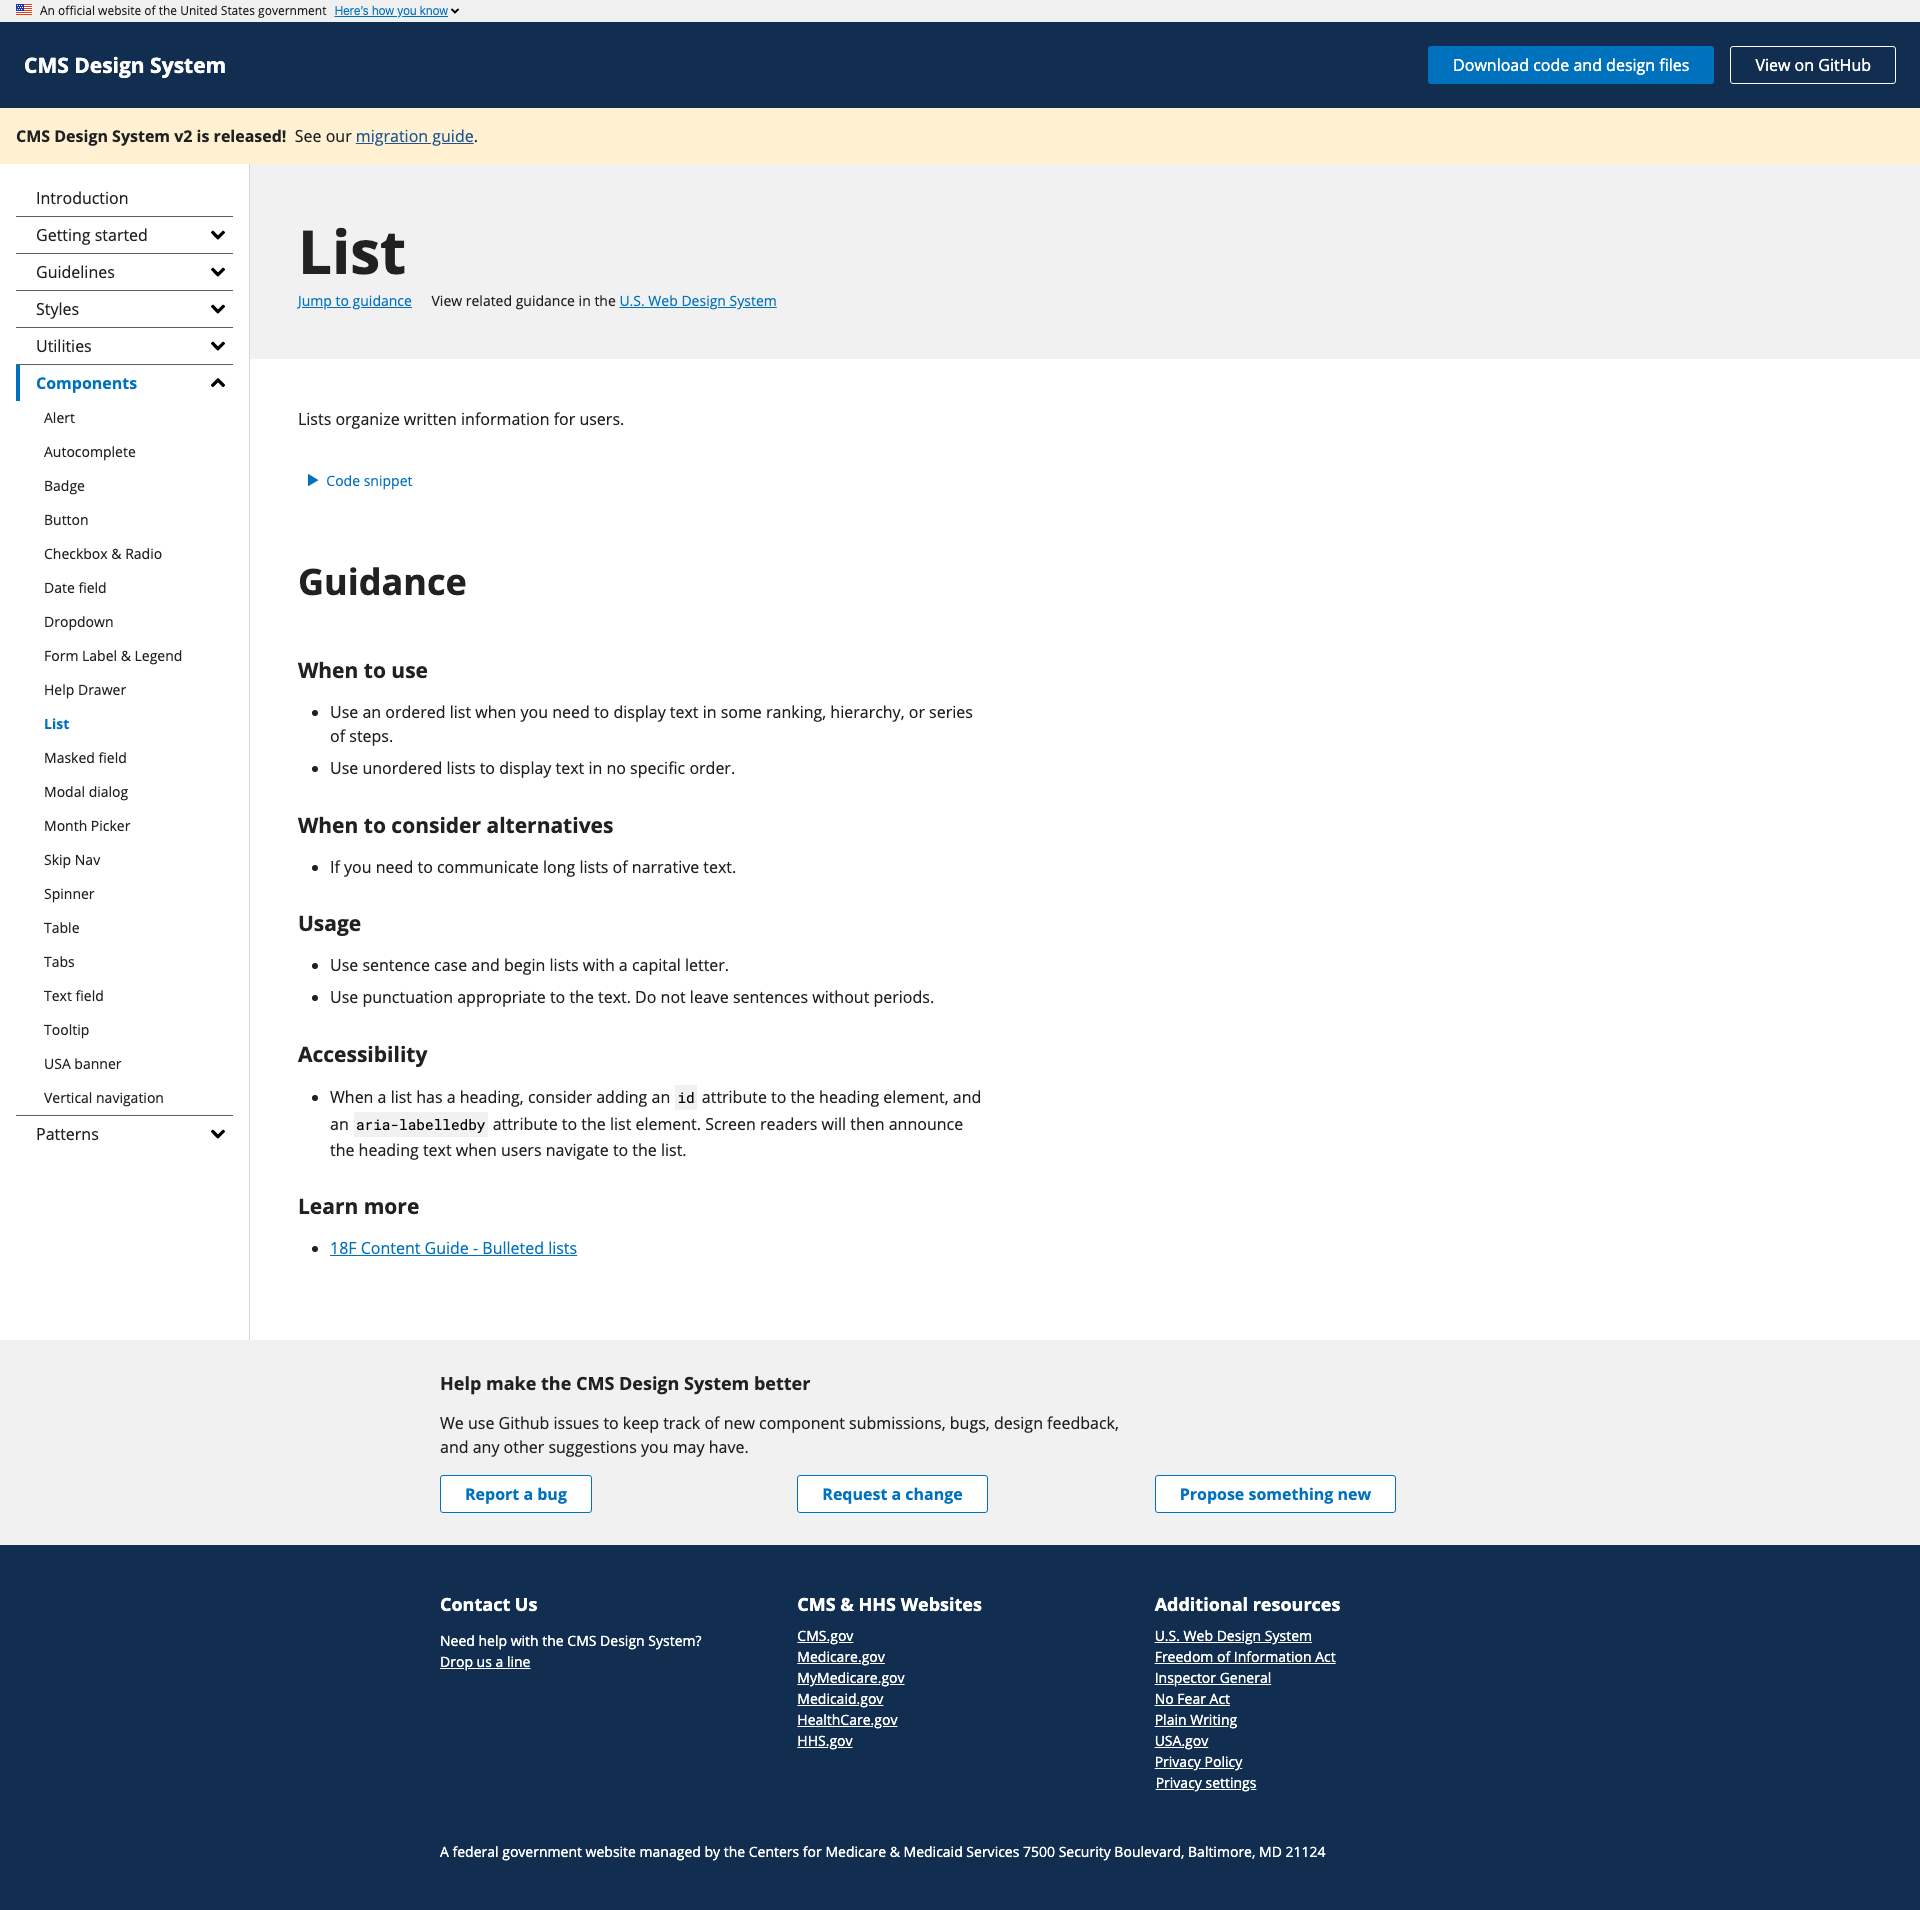 An official website of the United States government Here's how you know
CMS Design System
Download code and design files
View on GitHub
CMS Design System v2 is released! See our migration guide.
Introduction
Getting started
Guidelines
Styles
Utilities
Components
Alert
Autocomplete
Badge
Button
Checkbox & Radio
Date field
Dropdown
Form Label & Legend
Help Drawer
List
Masked field
Modal dialog
Month Picker
Skip Nav
Spinner
Table
Tabs
Text field
Tooltip
USA banner
Vertical navigation
Patterns
List
Jump to guidance View related guidance in the U.S. Web Design System
Lists organize written information for users.
Code snippet
Guidance
When to use
Use an ordered list when you need to display text in some ranking, hierarchy, or series
of steps.
Use unordered lists to display text in no specific order.
When to consider alternatives
If you need to communicate long lists of narrative text.
Usage
Use sentence case and begin lists with a capital letter.
Use punctuation appropriate to the text. Do not leave sentences without periods.
Accessibility
When a list has a heading, consider adding an id attribute to the heading element, and
an aria-labelledby attribute to the list element. Screen readers will then announce
the heading text when users navigate to the list.
Learn more
18F Content Guide - Bulleted lists
Help make the CMS Design System better
We use Github issues to keep track of new component submissions, bugs, design feedback,
and any other suggestions you may have.
Report a bug
Request a change
Propose something new
Contact Us
Need help with the CMS Design System?
Drop us a line
CMS & HHS Websites
CMS.gov
Medicare.gov
MyMedicare.gov
Medicaid.gov
HealthCare.gov
HHS.gov
Additional resources
U.S. Web Design System
Freedom of Information Act
Inspector General
No Fear Act
Plain Writing
USA.gov
Privacy Policy
Privacy settings
A federal government website managed by the Centers for Medicare & Medicaid Services 7500 Security Boulevard, Baltimore, MD 21124